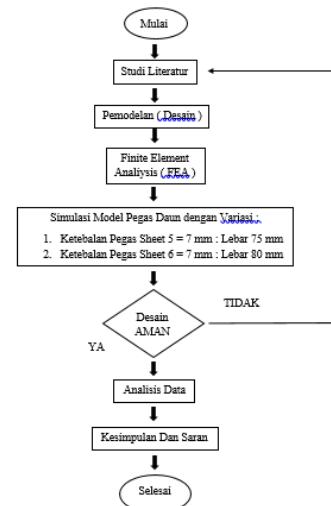 Mulai
Studi Literatur
Pemodelan ( Desain )
Finite Element
Analiysis ( FEA )
Simulasi Model Pegas Daun dengan Variasi :
1. Ketebalan Pegas Sheet 5 = 7 mm : Lebar 75 mm
2. Ketebalan Pegas Sheet 6 = 7 mm : Lebar 80 mm
Desain
AMAN
TIDAK
YA
Analisis Data
Kesimpulan Dan Saran
Selesai